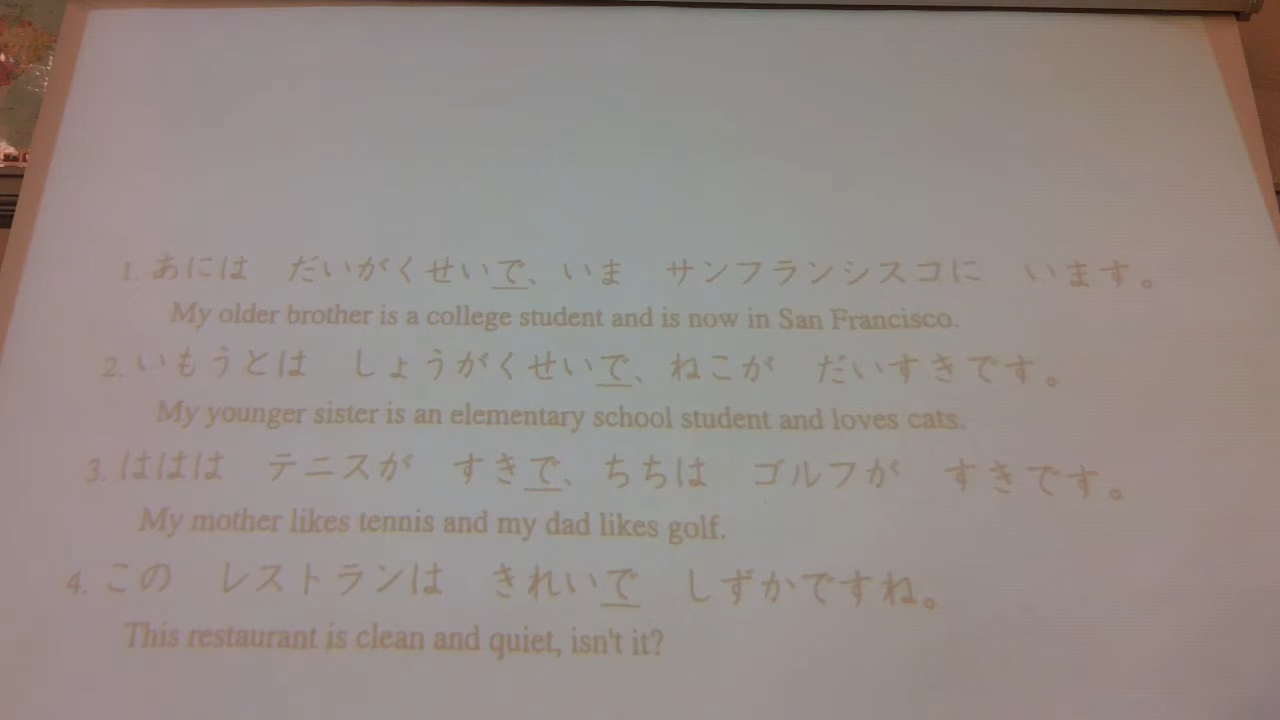 1. あには　だいがくせいで、いま　サンフランシスコに　います。
My older brother is a college student and is now in San Francisco.
2. いもうとは　しょうがくせいで、ねこが　だいすきです。
My younger sister is an elementary school student and loves cats.
3. ははは　テニスが　すきで、ちちは　ゴルフが　すきです。
My mother likes tennis and my dad likes golf.
4. この　レストランは　きれいで　しずかですね。
This restaurant is clean and quiet, isn't it?